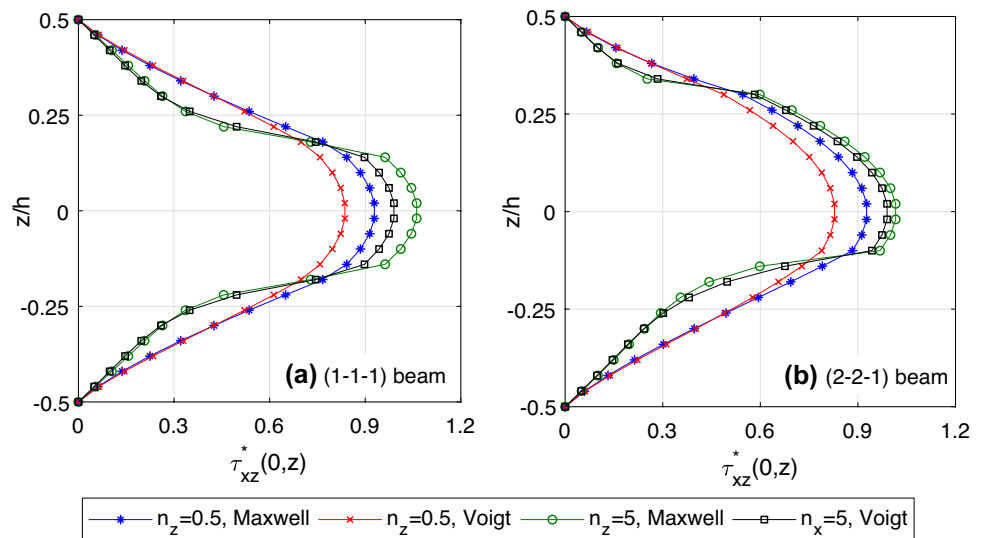 0.5
0.25
0
-0.25
-0.5
z/h
0
0.3
0.6
0.9
1.2
(a) (1-1-1) beam
τ*xz(0,z)
0.5
0.25
0
-0.25
-0.5
z/h
0
0.3
0.6
0.9
1.2
(b) (2-2-1) beam
τ*xz(0,z)
nz=0.5, Maxwell
nz=0.5, Voigt
nz=5, Maxwell
nx=5, Voigt